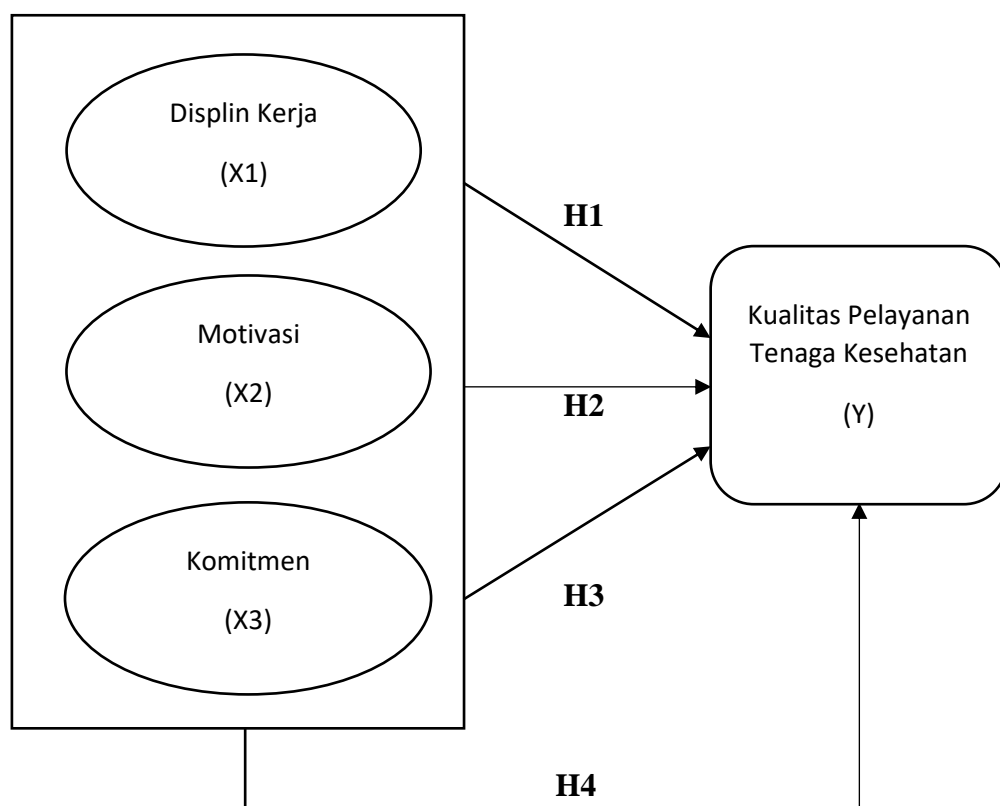 Displin Kerja
(X1)
H1
Motivasi
(X2)
H2
Kualitas Pelayanan
Tenaga Kesehatan
(Y)
Komitmen
(X3)
H3
H4